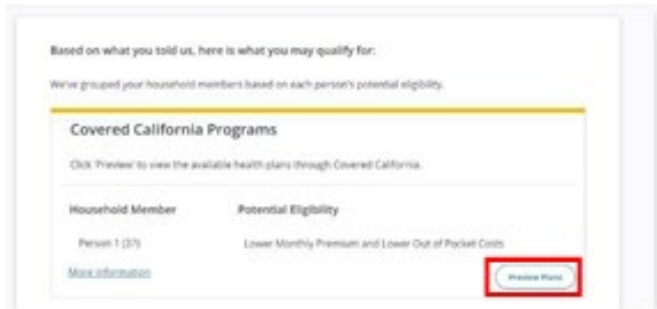 Based on what you told us, here is what you may qualify for:
We've grouped your household members based on each person's potential eligibility.
Covered California Programs
Click 'Preview' to view the available health plans through Covered California.
Household Member Potential Eligibility
Person 1 (37) Lower Monthly Premium and Lower Out of Pocket Costs
More Information Preview Plans